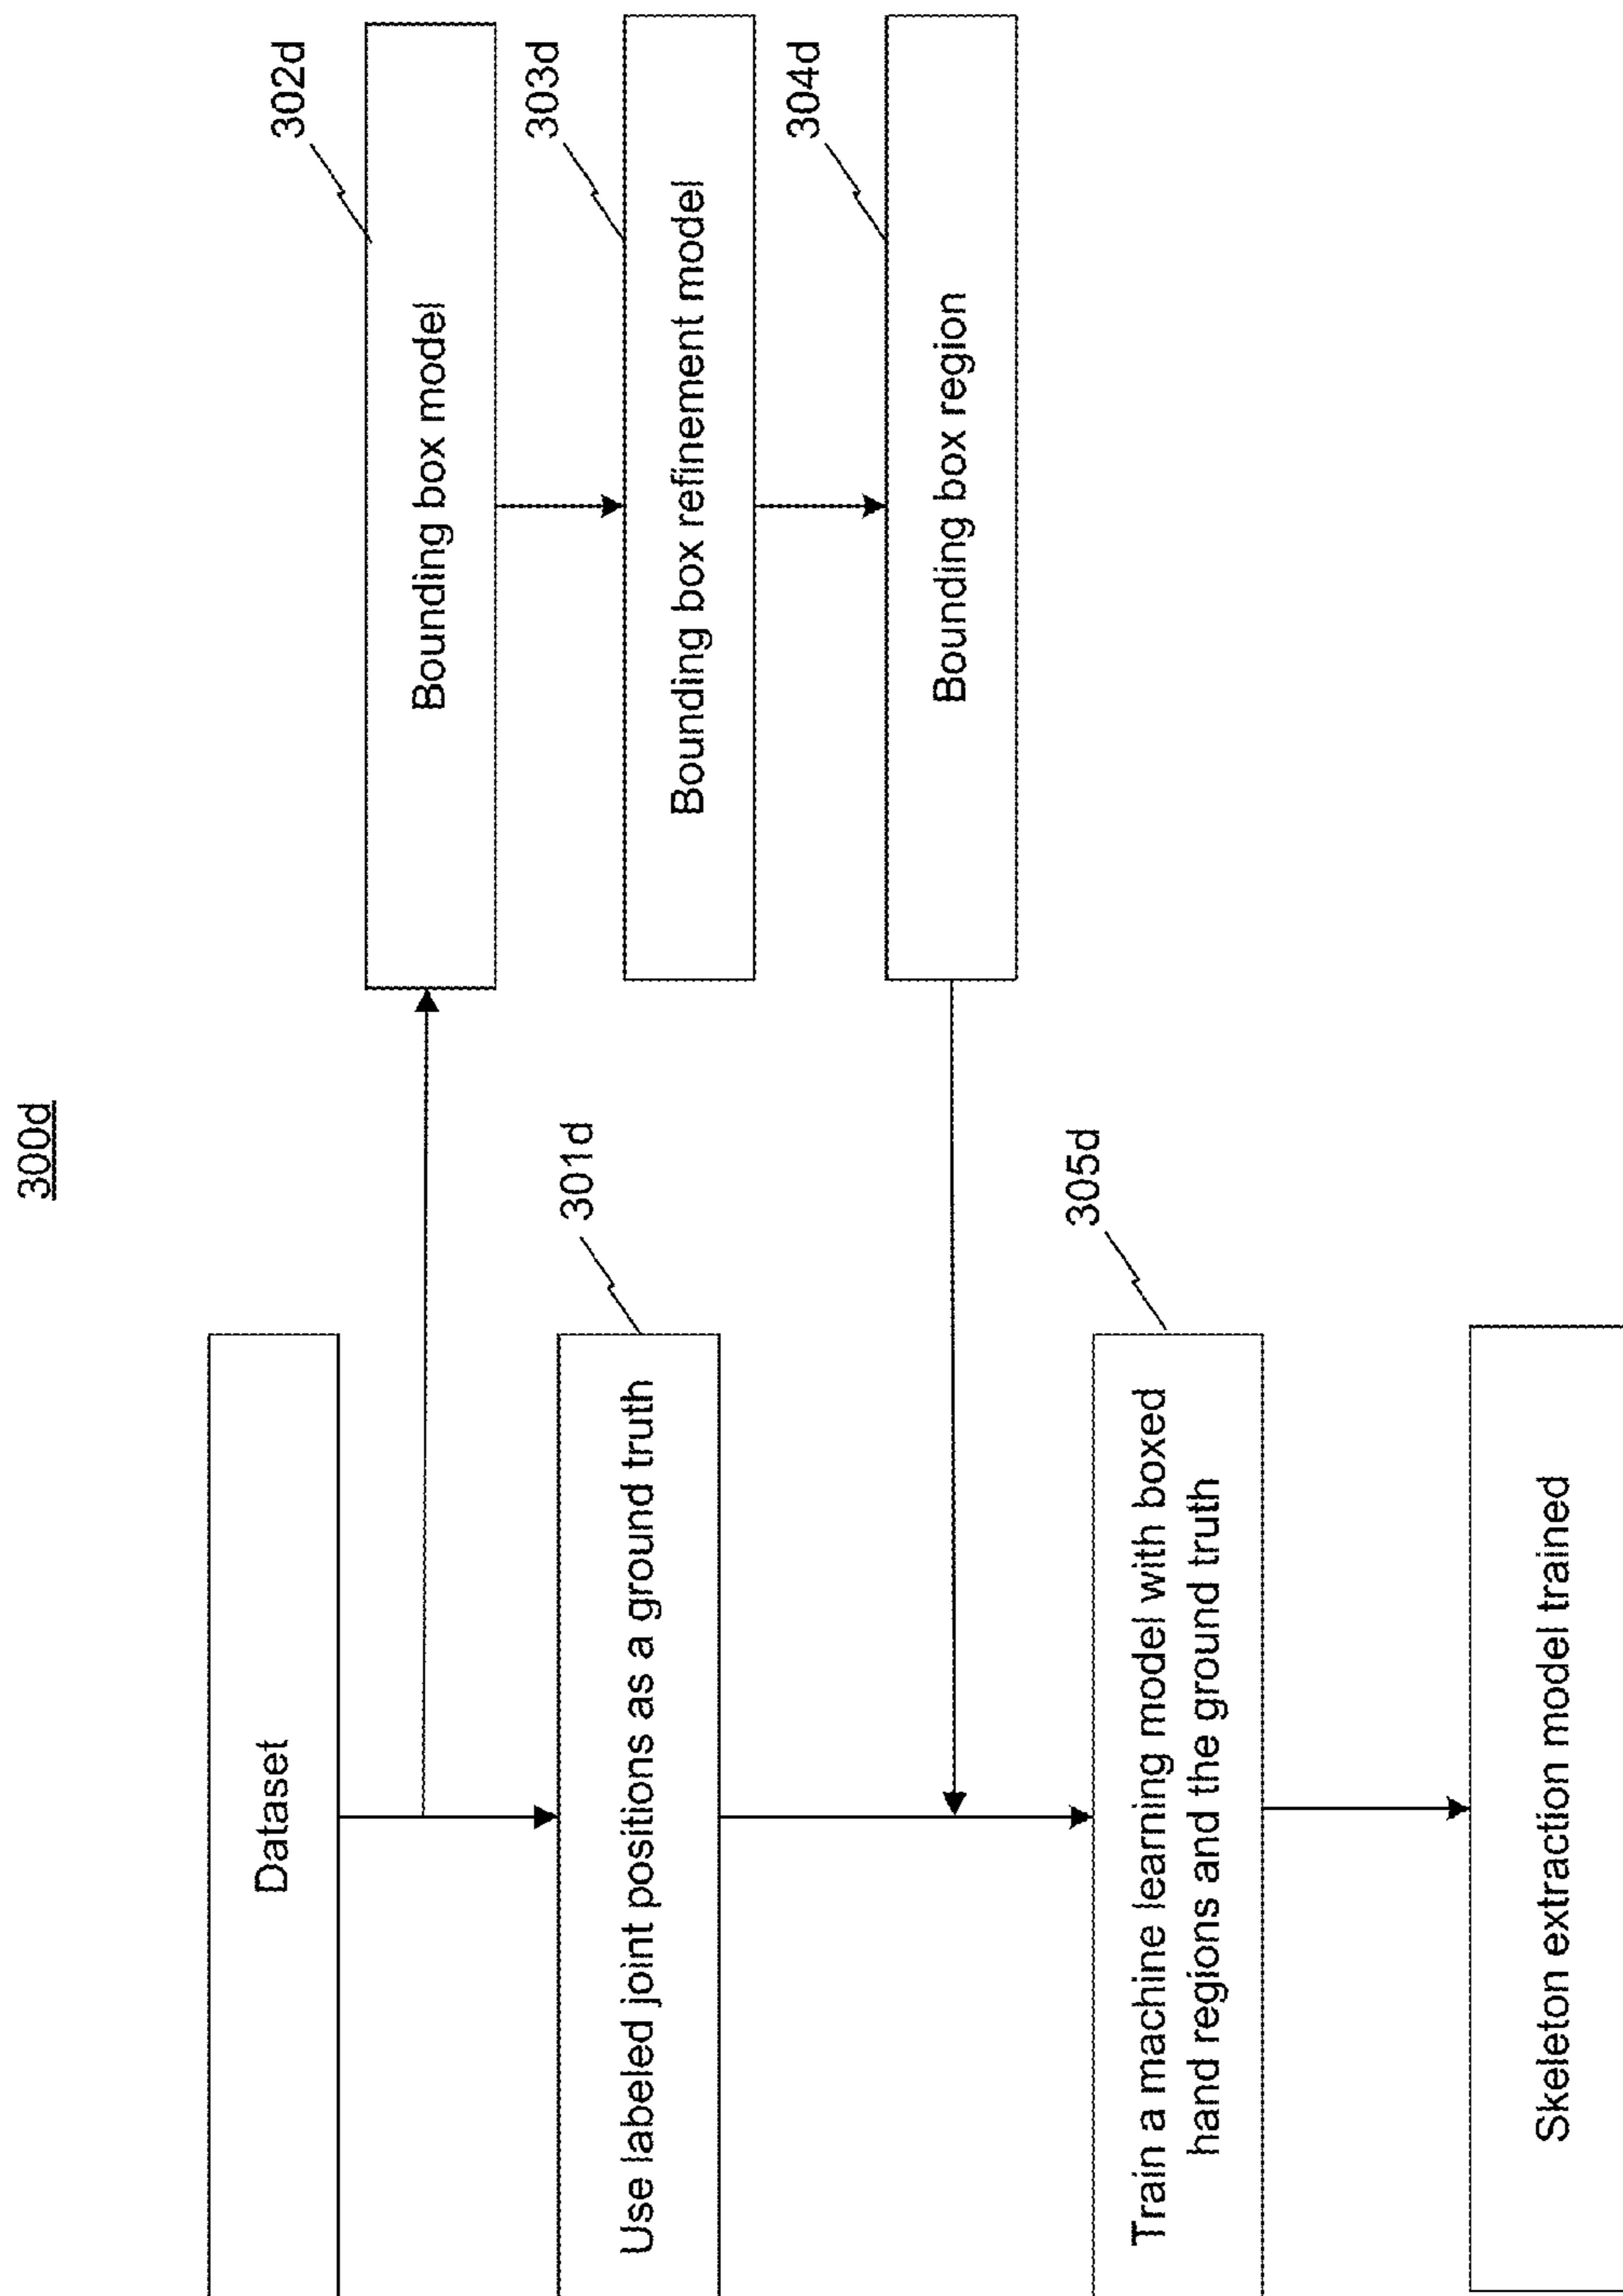 300d
Dataset
302d
Bounding box model
301d
Use labeled joint positions as a ground truth
303d
Bounding box refinement model
304d
Bounding box region
305d
Train a machine learning model with boxed
hand regions and the ground truth
Skeleton extraction model trained